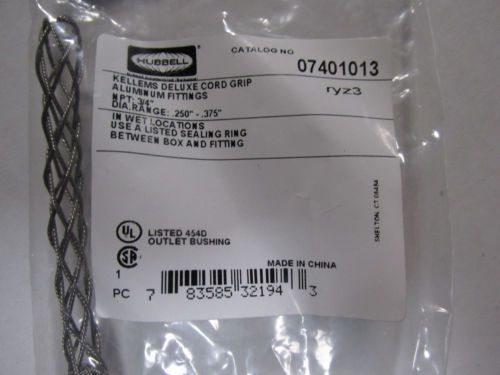 HUBBELL
CATALOG NO
07401013
KELLEMS DELUXE CORD GRIP
ALUMINUM FITTINGS
NPT: 3/4"
DIA.RANGE: .250" - .375"
ryz3
IN WET LOCATIONS
USE A LISTED SEALING RING
BETWEEN BOX AND FITTING
SHELTON, CT 06484
UL
SA
LISTED 454D
OUTLET BUSHING
MADE IN CHINA
1
PC 7 83585 32194 3